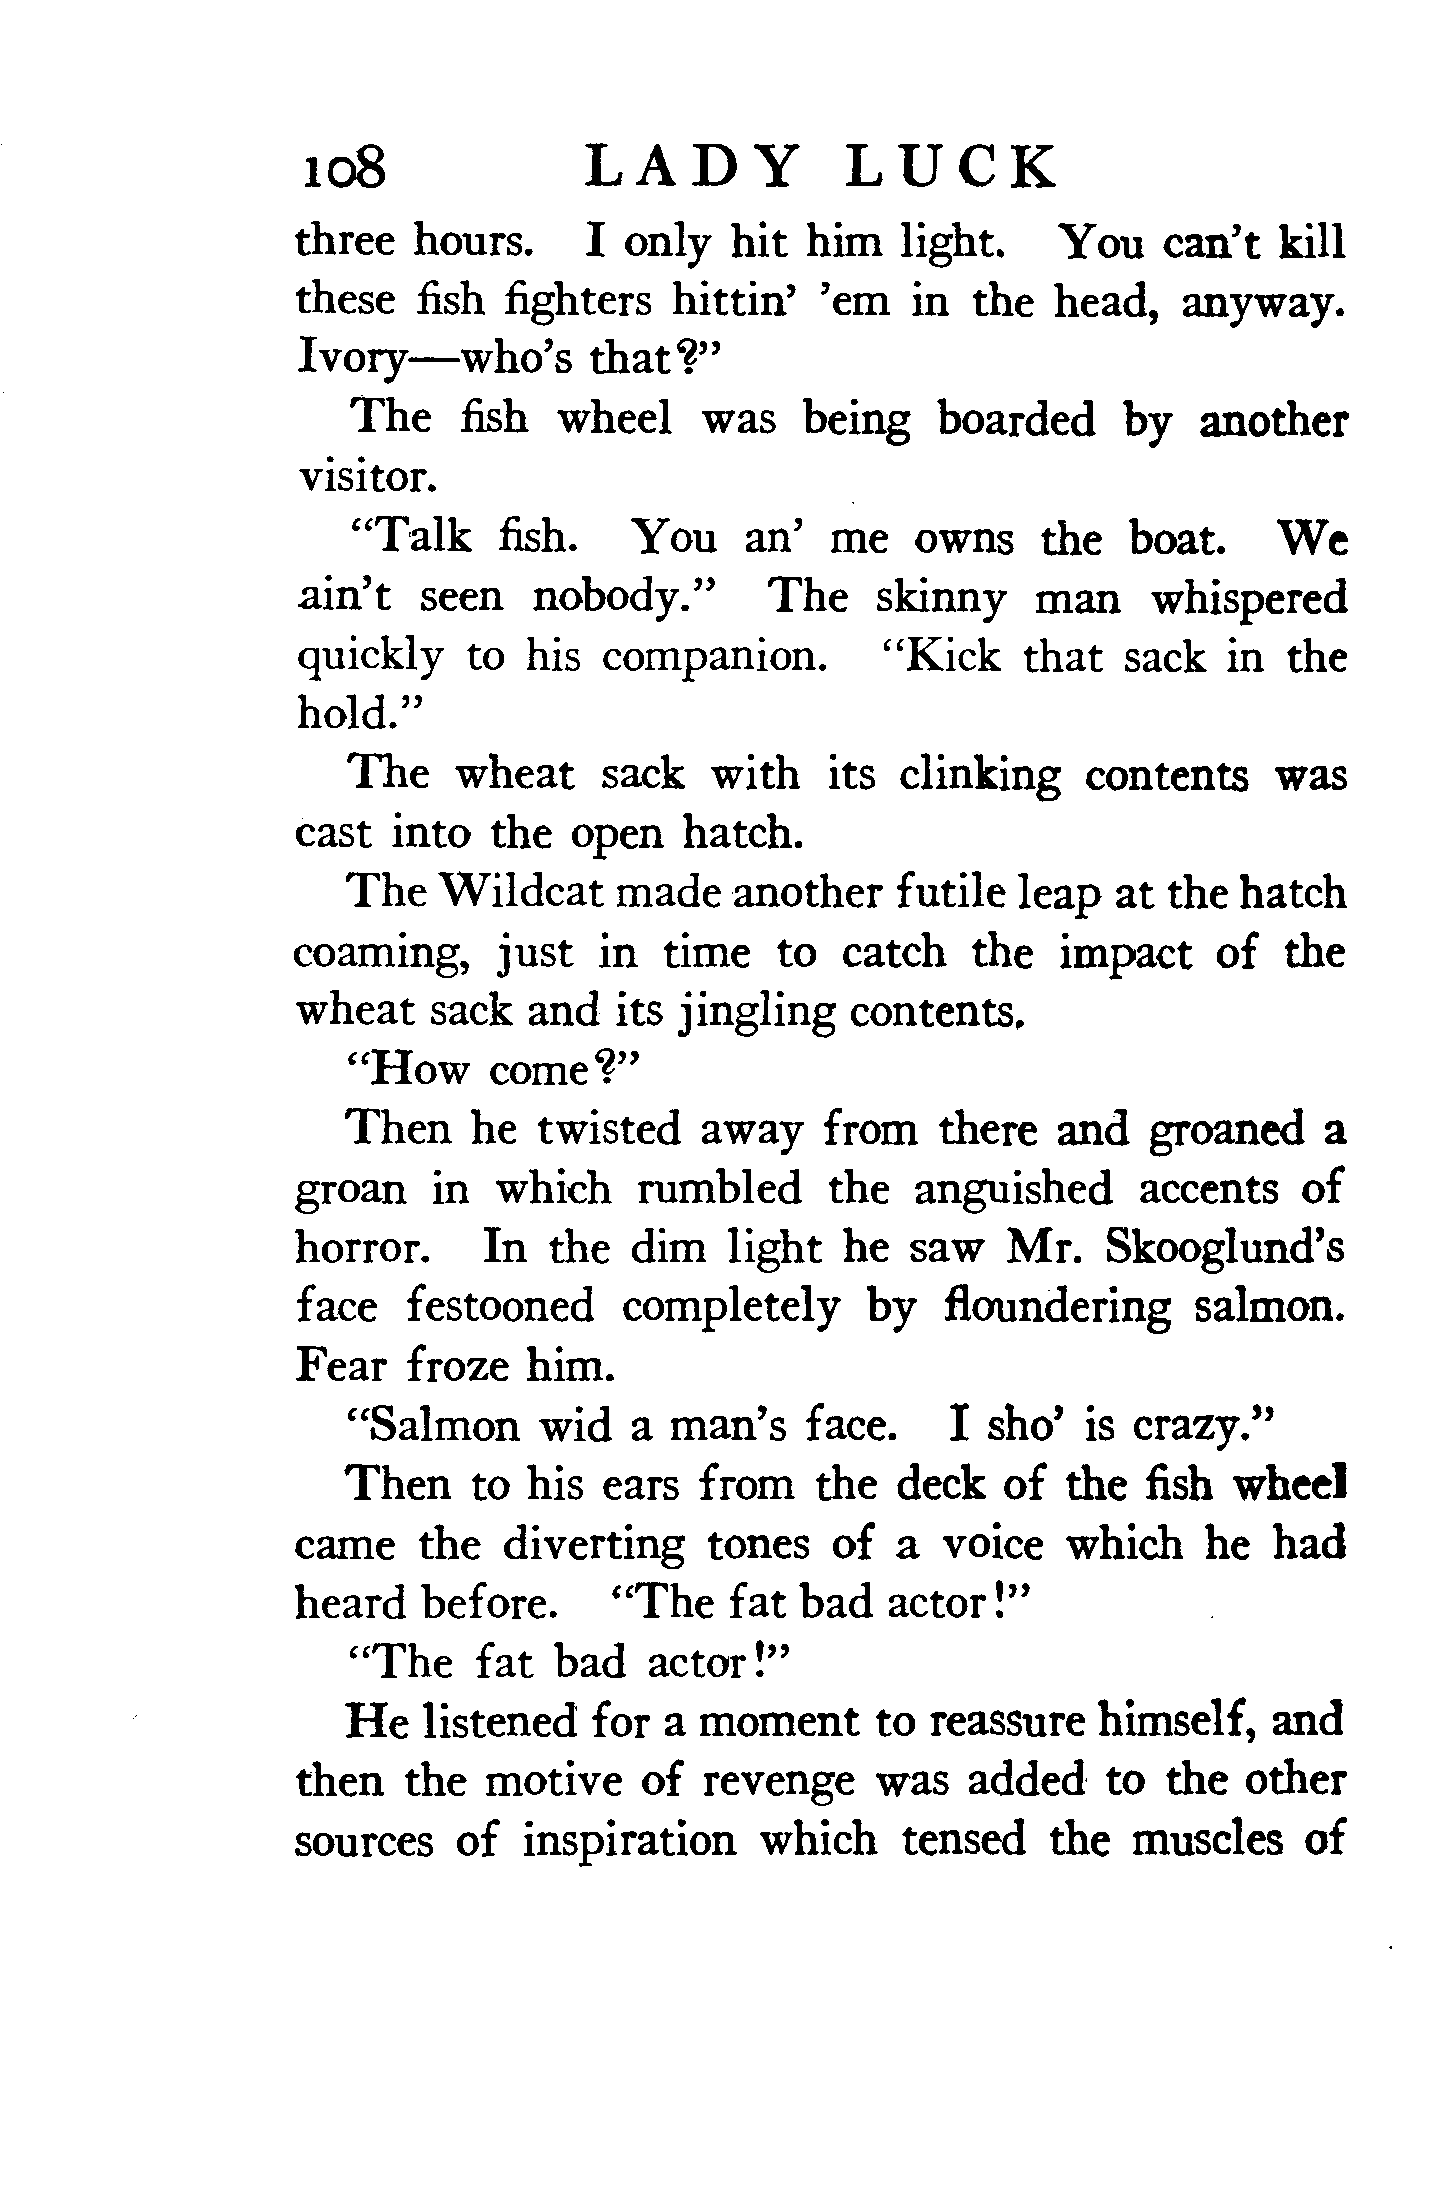 108 LADY LUCK
three hours. I only hit him light. You can't kill
these fish fighters hittin' 'em in the head, anyway.
Ivory—who's that?"
The fish wheel was being boarded by another
visitor.
"Talk fish. You an' me owns the boat. We
ain't seen nobody." The skinny man whispered
quickly to his companion. "Kick that sack in the
hold."
The wheat sack with its clinking contents was
cast into the open hatch.
The Wildcat made another futile leap at the hatch
coaming, just in time to catch the impact of the
wheat sack and its jingling contents.
"How come?"
Then he twisted away from there and groaned a
groan in which rumbled the anguished accents of
horror. In the dim light he saw Mr. Skooglund's
face festooned completely by floundering salmon.
Fear froze him.
"Salmon wid a man's face. I sho' is crazy."
Then to his ears from the deck of the fish wheel
came the diverting tones of a voice which he had
heard before. "The fat bad actor!"
"The fat bad actor!"
He listened for a moment to reassure himself, and
then the motive of revenge was added to the other
sources of inspiration which tensed the muscles of